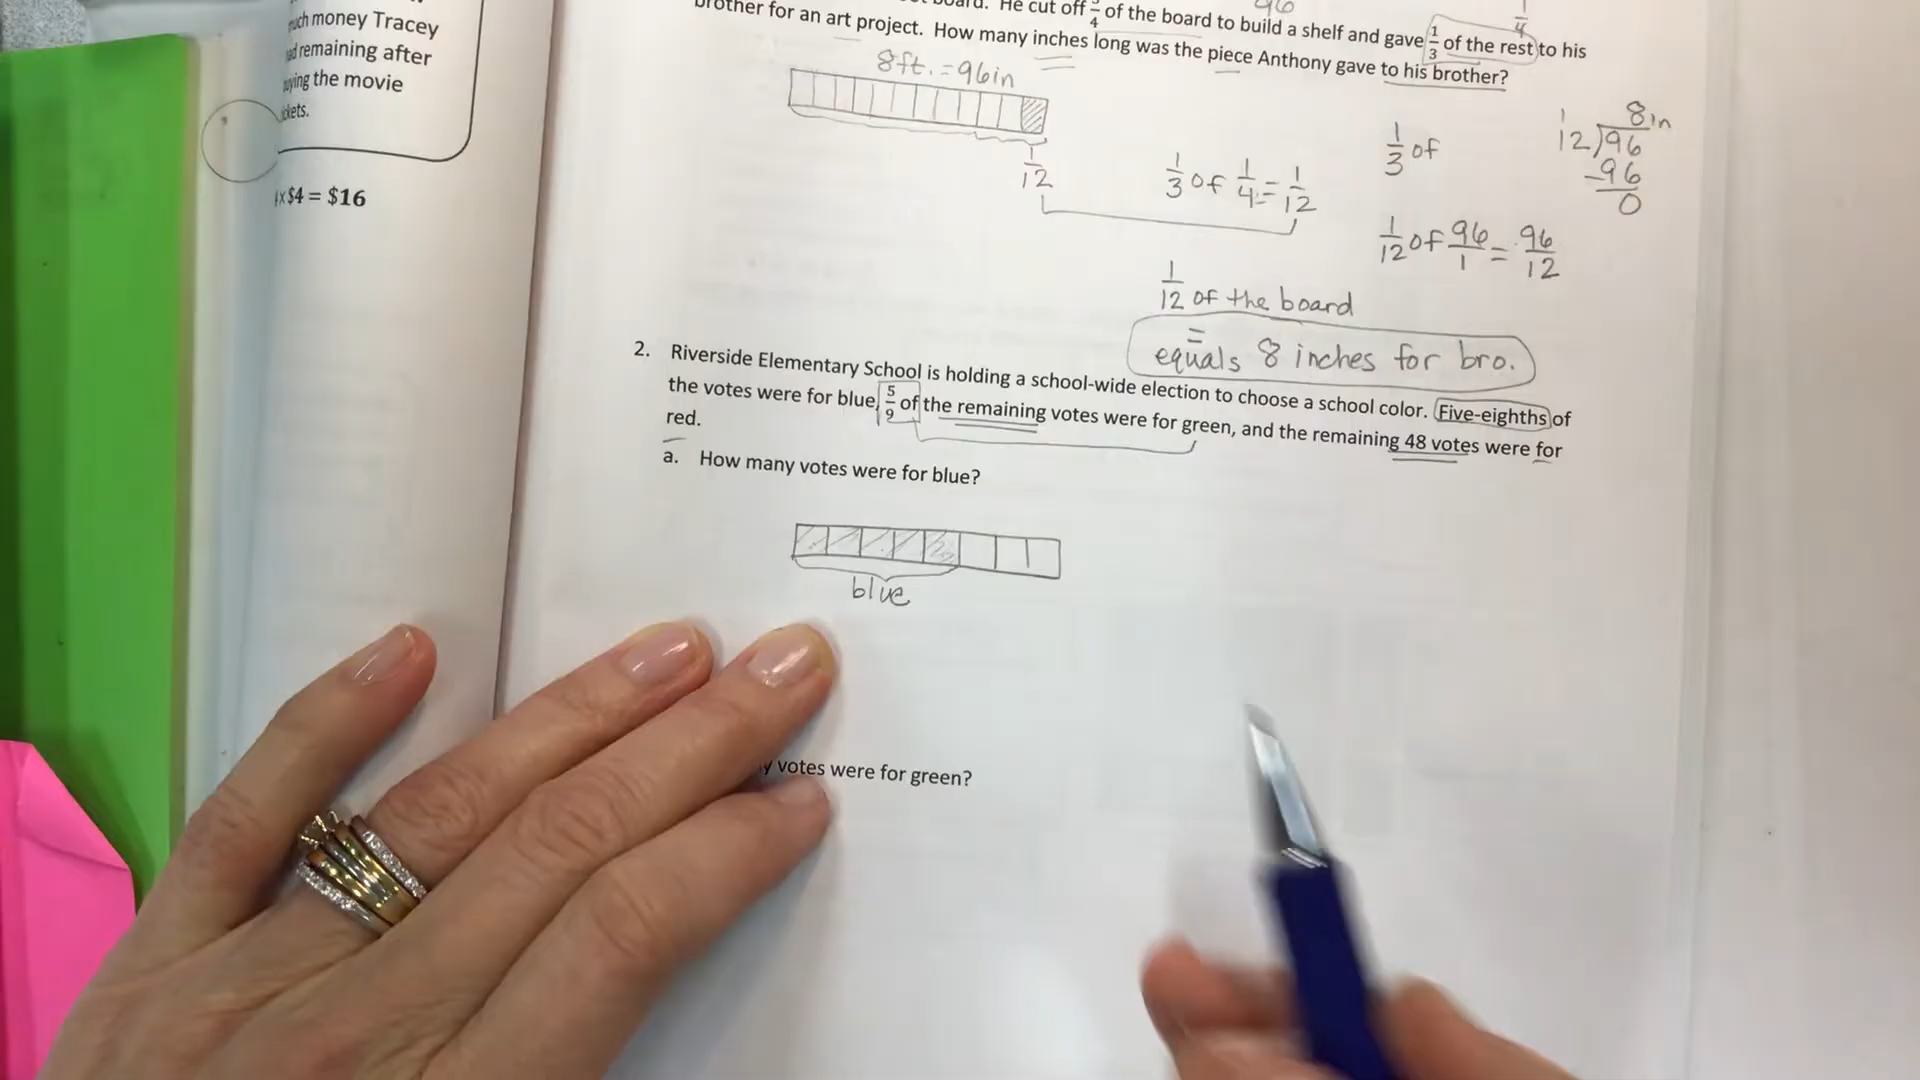 money Tracey
remaining after
the movie
x $4 = $16
He cut off 3/4 of the board to build a shelf and gave 1/3 of the rest to his
brother for an art project. How many inches long was the piece Anthony gave to his brother?
96
1/4
8ft. = 96in
1/12
1/3 of 1/4 = 1/12
1/3 of
8in
12)96
-96
0
1/12 of 96/1 = 96/12
1/12 of the board
=
equals 8 inches for bro.
2. Riverside Elementary School is holding a school-wide election to choose a school color. Five-eighths of
the votes were for blue, 5/9 of the remaining votes were for green, and the remaining 48 votes were for
red.
a. How many votes were for blue?
blue
votes were for green?